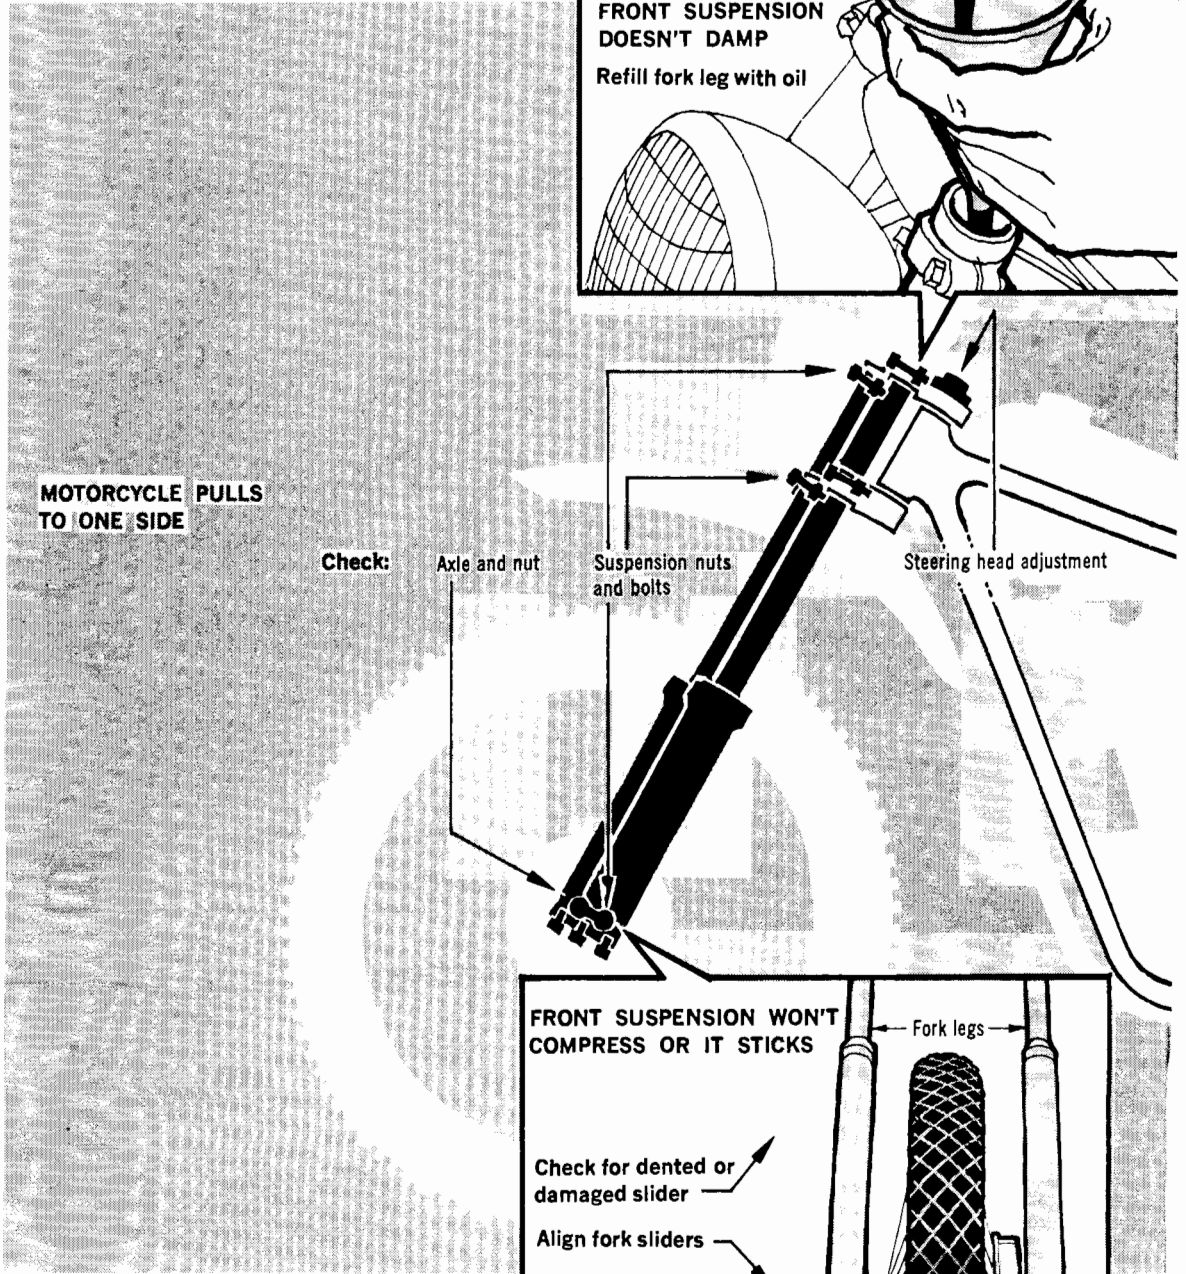 FRONT SUSPENSION
DOESN'T DAMP
Refill fork leg with oil
MOTORCYCLE PULLS
TO ONE SIDE
Check:
Axle and nut
Suspension nuts
and bolts
Steering head adjustment
FRONT SUSPENSION WON'T
COMPRESS OR IT STICKS
Fork legs
Check for dented or
damaged slider
Align fork sliders